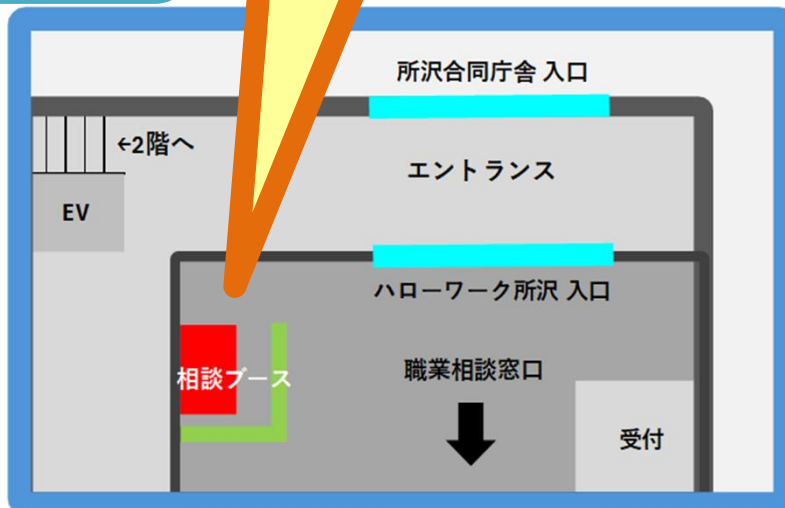 所沢合同庁舎 入口
←2階へ
エントランス
EV
ハローワーク所沢 入口
相談ブース
職業相談窓口
受付